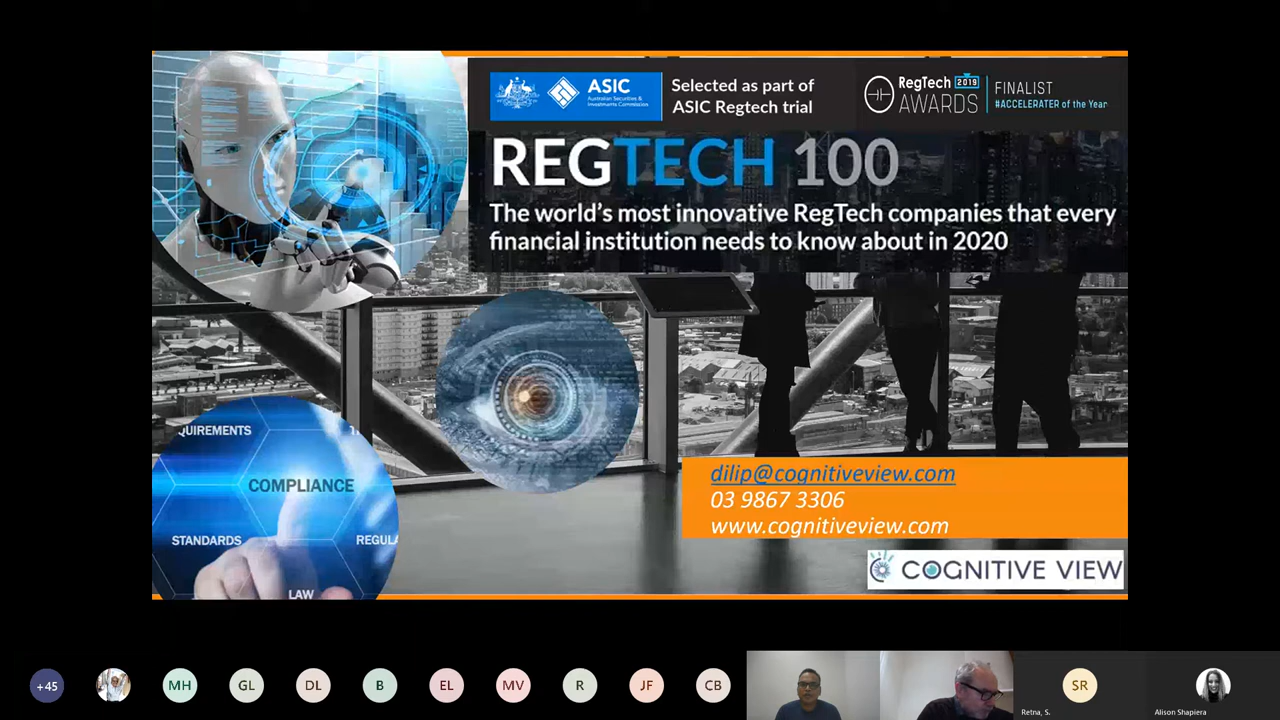 ASIC
Australian Securities &
Investments Commission
Selected as part of
ASIC Regtech trial
RegTech 2019
AWARDS
FINALIST
#ACCELERATER of the Year
REGTECH 100
The world's most innovative RegTech companies that every
financial institution needs to know about in 2020
QUIREMENTS
COMPLIANCE
STANDARDS
REGULA
LAW
dilip@cognitiveview.com
03 9867 3306
www.cognitiveview.com
COGNITIVE VIEW
+45
MH
GL
DL
B
EL
MV
R
JF
CB
SR
Retna, S.
Alison Shapiera